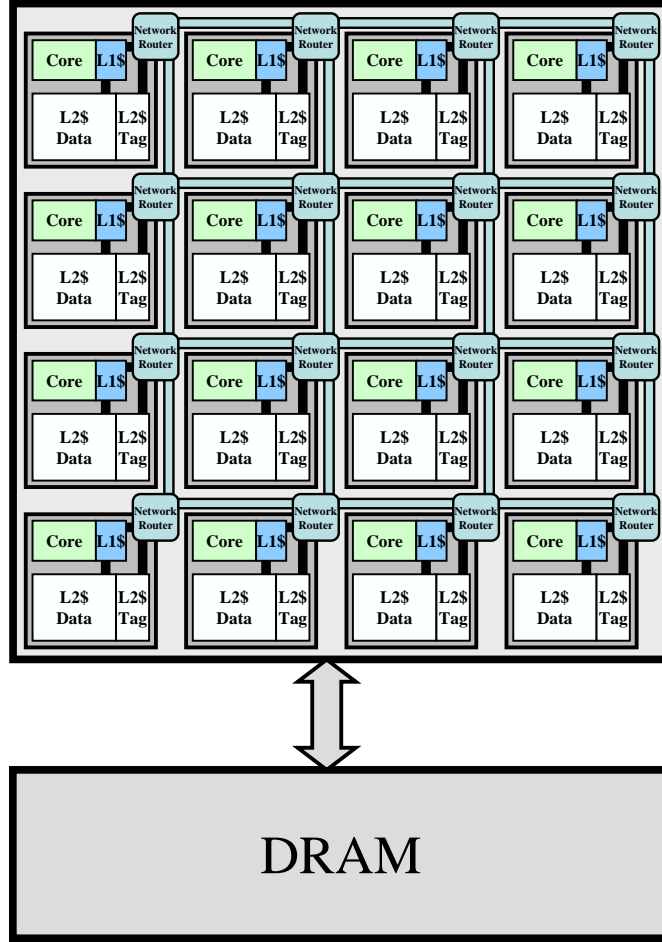 Network Router Network Router Network Router Network Router
Core L1$ Core L1$ Core L1$ Core L1$
L2$ Data L2$ Tag L2$ Data L2$ Tag L2$ Data L2$ Tag L2$ Data L2$ Tag
Network Router Network Router Network Router Network Router
Core L1$ Core L1$ Core L1$ Core L1$
L2$ Data L2$ Tag L2$ Data L2$ Tag L2$ Data L2$ Tag L2$ Data L2$ Tag
Network Router Network Router Network Router Network Router
Core L1$ Core L1$ Core L1$ Core L1$
L2$ Data L2$ Tag L2$ Data L2$ Tag L2$ Data L2$ Tag L2$ Data L2$ Tag
Network Router Network Router Network Router Network Router
Core L1$ Core L1$ Core L1$ Core L1$
L2$ Data L2$ Tag L2$ Data L2$ Tag L2$ Data L2$ Tag L2$ Data L2$ Tag
DRAM